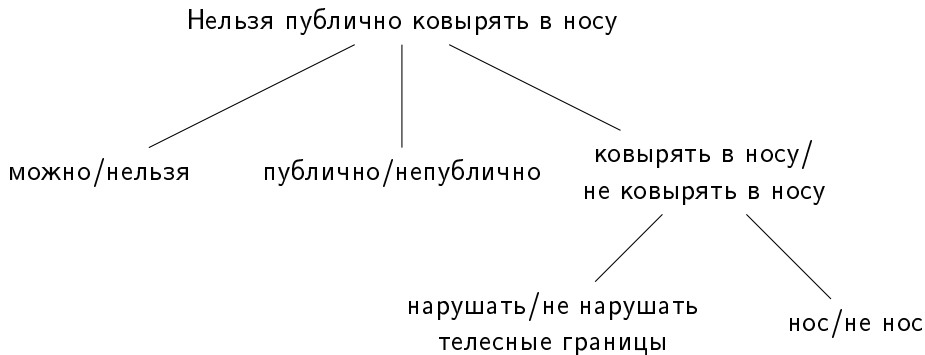 Нельзя публично ковырять в носу
можно/нельзя
публично/непублично
ковырять в носу/
не ковырять в носу
нарушать/не нарушать
телесные границы
нос/не нос